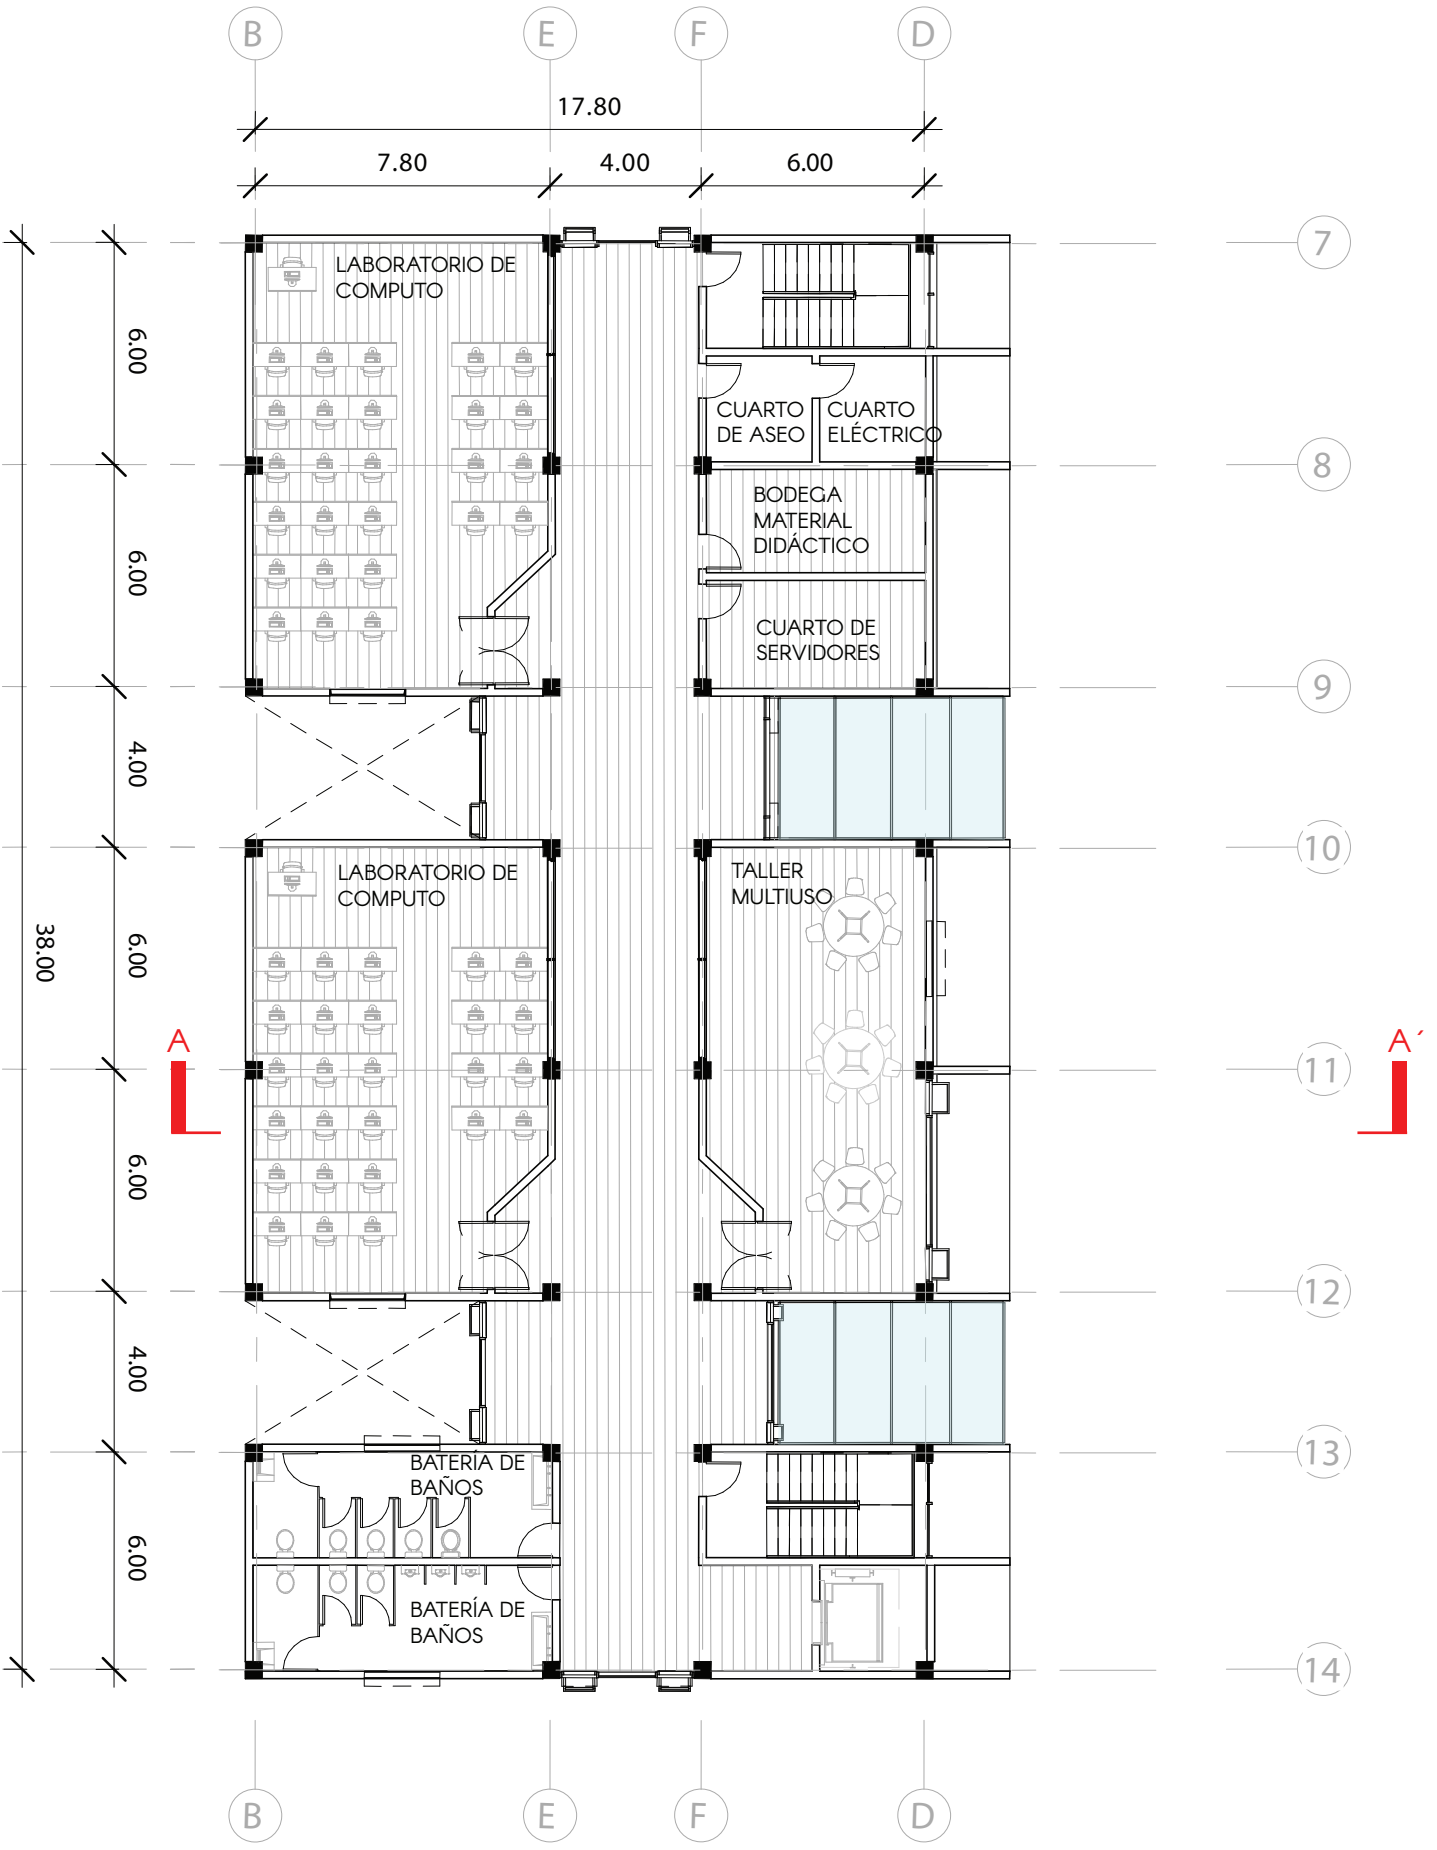 B E F D
17.80
7.80 4.00 6.00
7
LABORATORIO DE
COMPUTO
6.00
CUARTO
DE ASEO
CUARTO
ELÉCTRICO
8
BODEGA
MATERIAL
DIDÁCTICO
6.00
CUARTO DE
SERVIDORES
9
4.00
10
LABORATORIO DE
COMPUTO
TALLER
MULTIUSO
38.00
6.00
A A´
11
6.00
12
4.00
13
BATERÍA DE
BAÑOS
6.00
BATERÍA DE
BAÑOS
14
B E F D